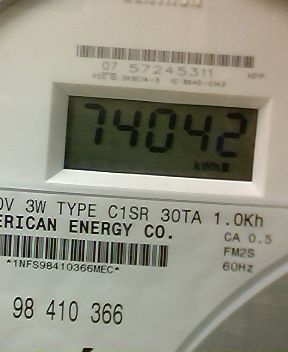 07 57245311
74042
kWh
0V 3W TYPE C1SR 30TA 1.0Kh
ERICAN ENERGY CO.
CA 0.5
FM2S
60Hz
*1NFS98410366MEC*
98 410 366